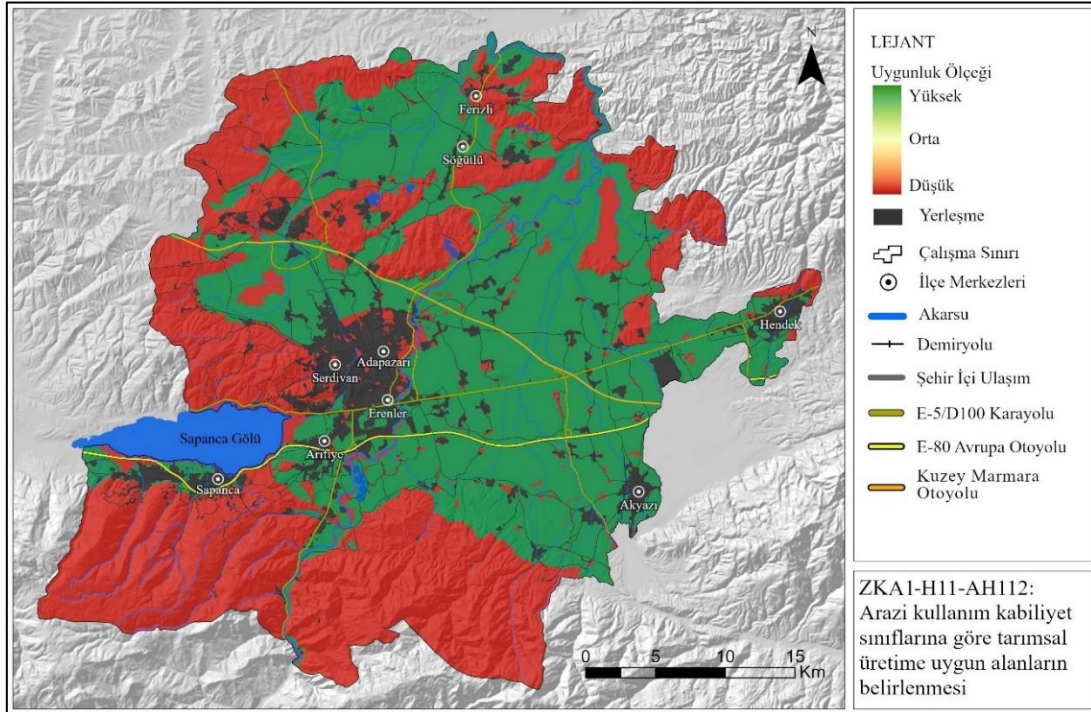 N
Ferizli
Söğütlü
Hendek
Adapazarı
Serdivan
Erenler
Sapanca Gölü
Arifiye
Sapanca
Akyazı
0 5 10 15
Km
LEJANT
Uygunluk Ölçeği
Yüksek
Orta
Düşük
Yerleşme
Çalışma Sınırı
İlçe Merkezleri
Akarsu
Demiryolu
Şehir İçi Ulaşım
E-5/D100 Karayolu
E-80 Avrupa Otoyolu
Kuzey Marmara
Otoyolu
ZKA1-H11-AH112:
Arazi kullanım kabiliyet
sınıflarına göre tarımsal
üretime uygun alanların
belirlenmesi